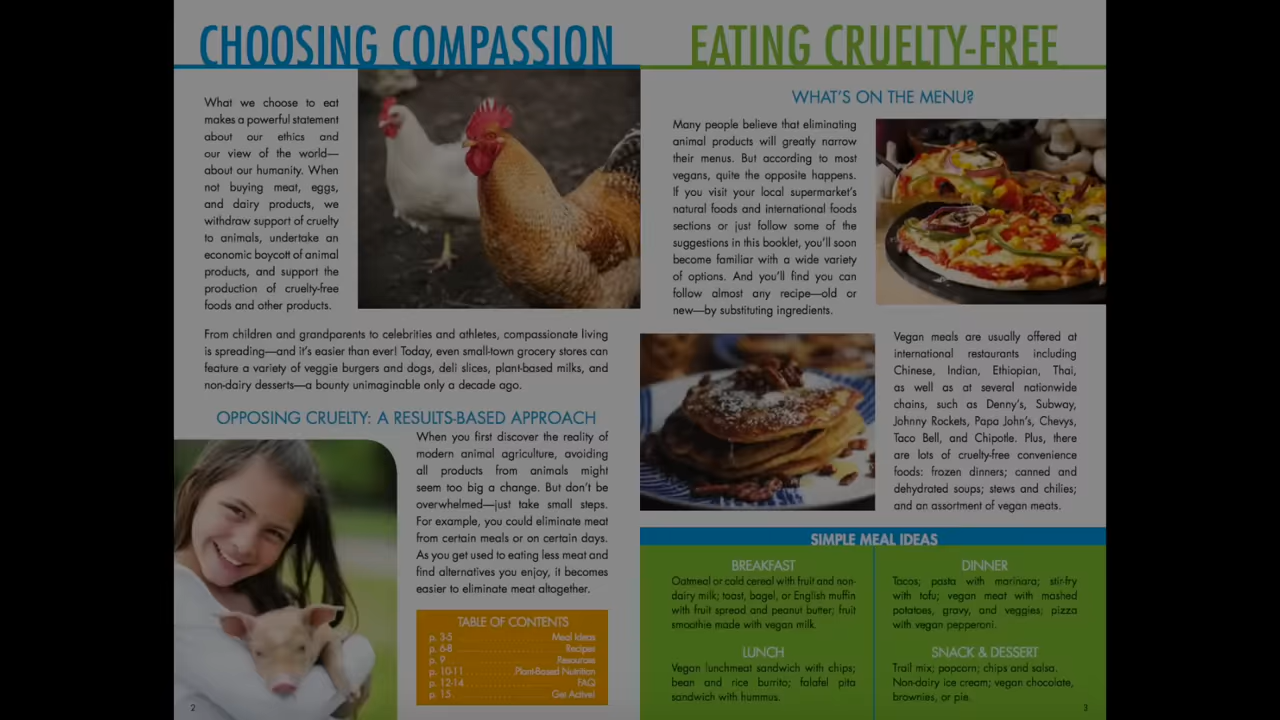 CHOOSING COMPASSION
What we choose to eat
makes a powerful statement
about our ethics and
our view of the world—
about our humanity. When
not buying meat, eggs,
and dairy products, we
withdraw support of cruelty
to animals, undertake an
economic boycott of animal
products, and support the
production of cruelty-free
foods and other products.
From children and grandparents to celebrities and athletes, compassionate living
is spreading—and it's easier than ever! Today, even small-town grocery stores can
feature a variety of veggie burgers and dogs, deli slices, plant-based milks, and
non-dairy desserts—a bounty unimaginable only a decade ago.
OPPOSING CRUELTY: A RESULTS-BASED APPROACH
When you first discover the reality of
modern animal agriculture, avoiding
all products from animals might
seem too big a change. But don't be
overwhelmed—just take small steps.
For example, you could eliminate meat
from certain meals or on certain days.
As you get used to eating less meat and
find alternatives you enjoy, it becomes
easier to eliminate meat altogether.
TABLE OF CONTENTS
p. 3-5 Meal Ideas
p. 6-8 Recipes
p. 9 Resources
p. 10-11 Plant-Based Nutrition
p. 12-14 FAQ
p. 15 Get Active!
2
EATING CRUELTY-FREE
WHAT'S ON THE MENU?
Many people believe that eliminating
animal products will greatly narrow
their menus. But according to most
vegans, quite the opposite happens.
If you visit your local supermarket's
natural foods and international foods
sections or just follow some of the
suggestions in this booklet, you'll soon
become familiar with a wide variety
of options. And you'll find you can
follow almost any recipe—old or
new—by substituting ingredients.
Vegan meals are usually offered at
international restaurants including
Chinese, Indian, Ethiopian, Thai,
as well as at several nationwide
chains, such as Denny's, Subway,
Johnny Rockets, Papa John's, Chevys,
Taco Bell, and Chipotle. Plus, there
are lots of cruelty-free convenience
foods: frozen dinners; canned and
dehydrated soups; stews and chilies;
and an assortment of vegan meats.
SIMPLE MEAL IDEAS
BREAKFAST
Oatmeal or cold cereal with fruit and non-
dairy milk; toast, bagel, or English muffin
with fruit spread and peanut butter; fruit
smoothie made with vegan milk.
LUNCH
Vegan lunchmeat sandwich with chips;
bean and rice burrito; falafel pita
sandwich with hummus.
DINNER
Tacos; pasta with marinara; stir-fry
with tofu; vegan meat with mashed
potatoes, gravy, and veggies; pizza
with vegan pepperoni.
SNACK & DESSERT
Trail mix; popcorn; chips and salsa.
Non-dairy ice cream; vegan chocolate,
brownies, or pie.
3